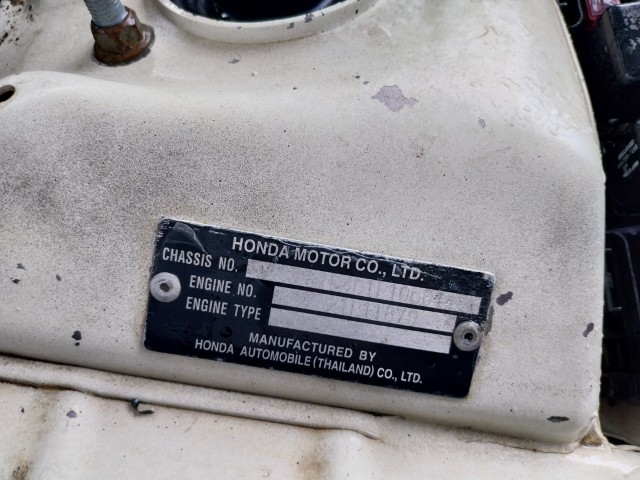 HONDA MOTOR CO., LTD.
CHASSIS NO.
ENGINE NO.
ENGINE TYPE
MANUFACTURED BY
HONDA AUTOMOBILE (THAILAND) CO., LTD.